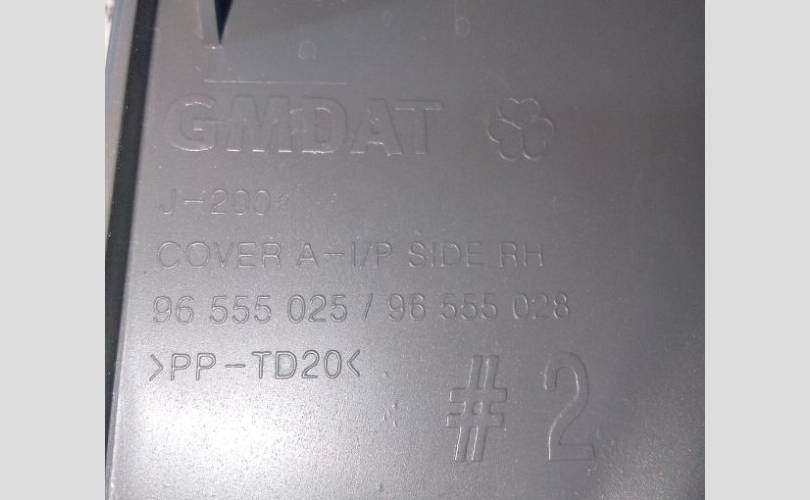 a b
GMDAT
J-200
COVER A-I/P SIDE RH
96 555 025 / 96 555 028
>PP-TD20<
# 2